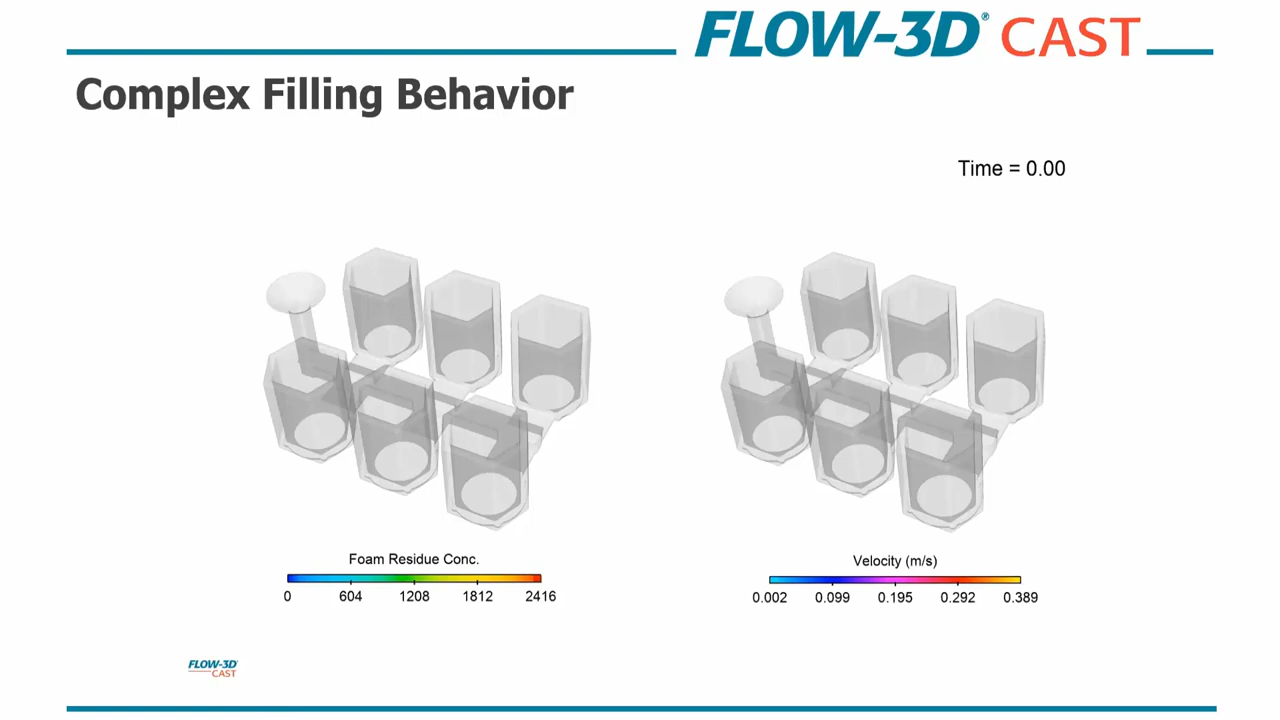 FLOW-3D® CAST
Complex Filling Behavior
Time = 0.00
Foam Residue Conc.
0 604 1208 1812 2416
Velocity (m/s)
0.002 0.099 0.195 0.292 0.389
FLOW-3D
CAST